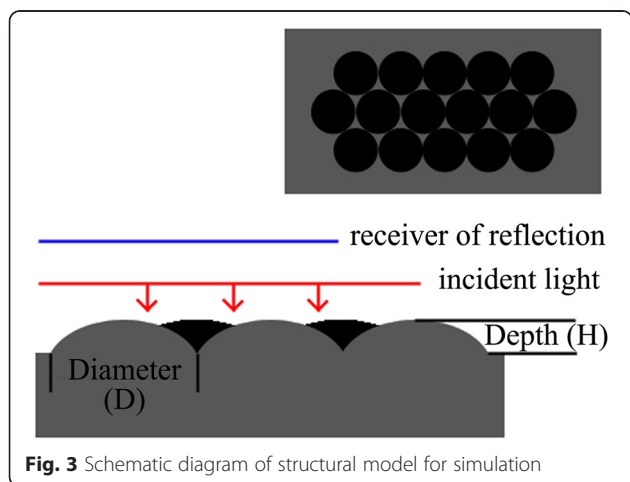 receiver of reflection
incident light
Depth (H)
Diameter
(D)
Fig. 3 Schematic diagram of structural model for simulation